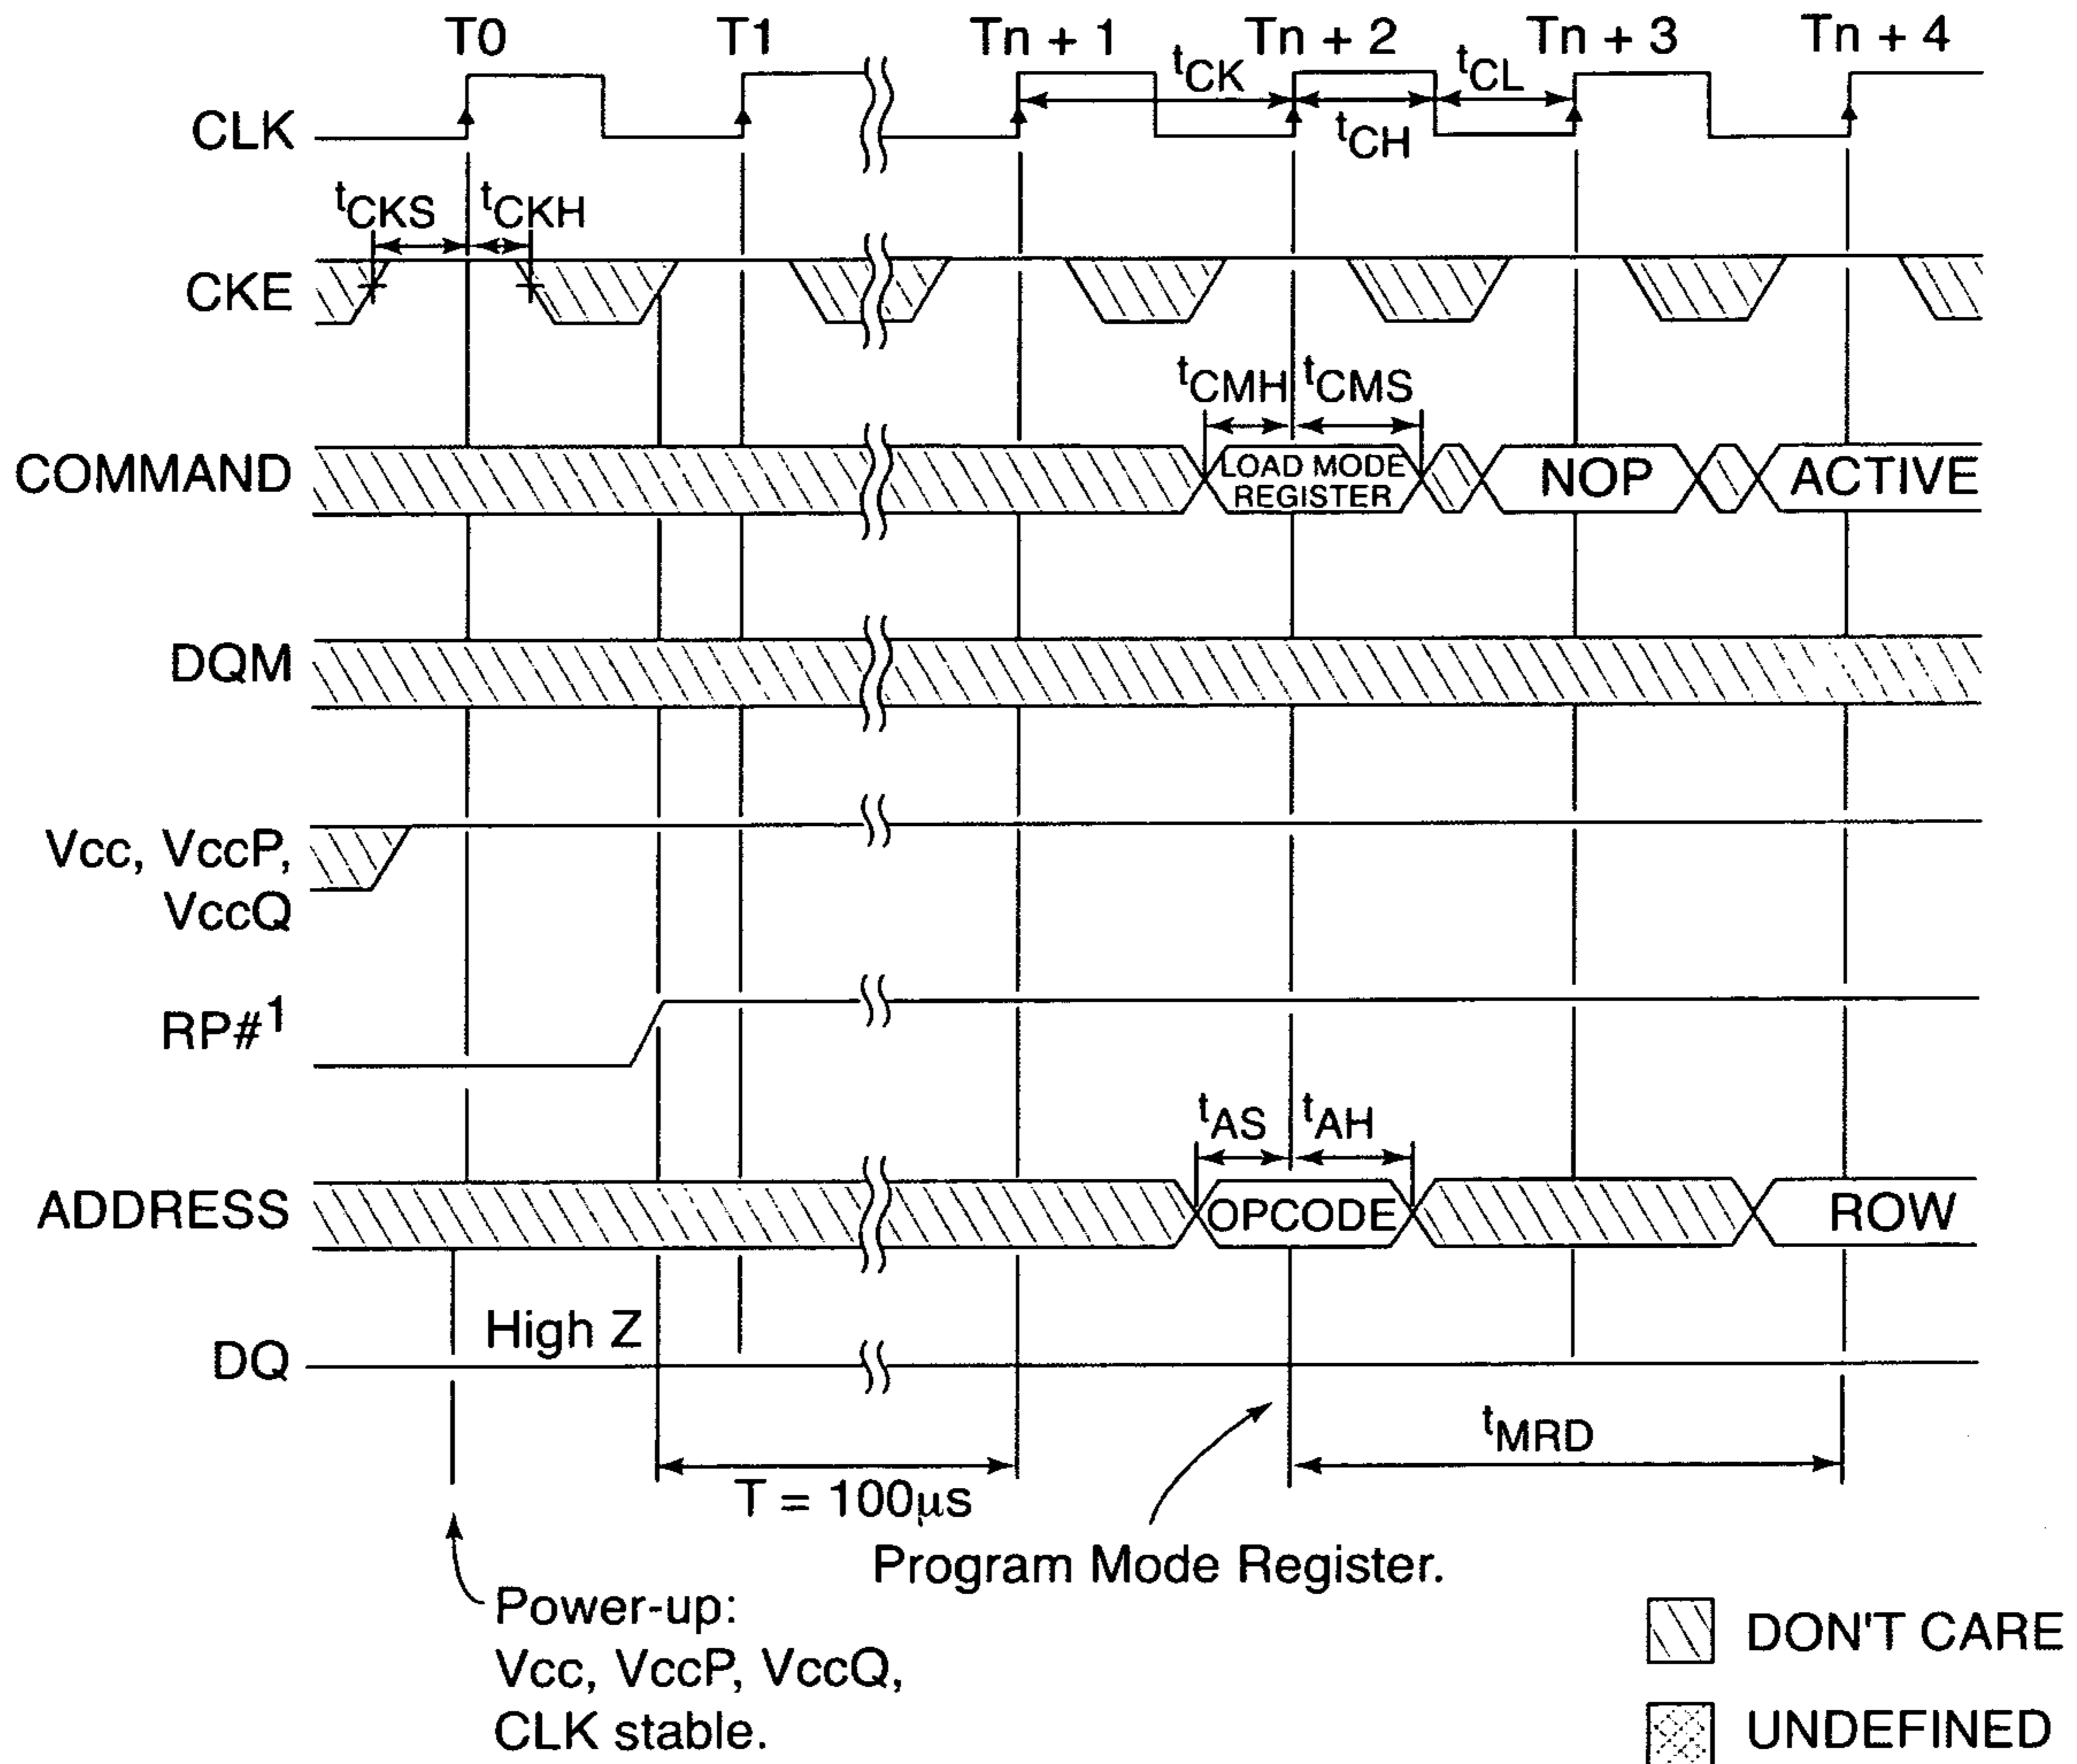 T0 T1 Tn + 1 Tn + 2 Tn + 3 Tn + 4
tCK tCL
CLK
tCH
tCKS tCKH
CKE
tCMH tCMS
COMMAND LOAD MODE REGISTER NOP ACTIVE
DQM
Vcc, VccP,
VccQ
RP#1
tAS tAH
ADDRESS OPCODE ROW
High Z
DQ
tMRD
T = 100µs
Program Mode Register.
Power-up:
Vcc, VccP, VccQ,
CLK stable.
DON'T CARE
UNDEFINED